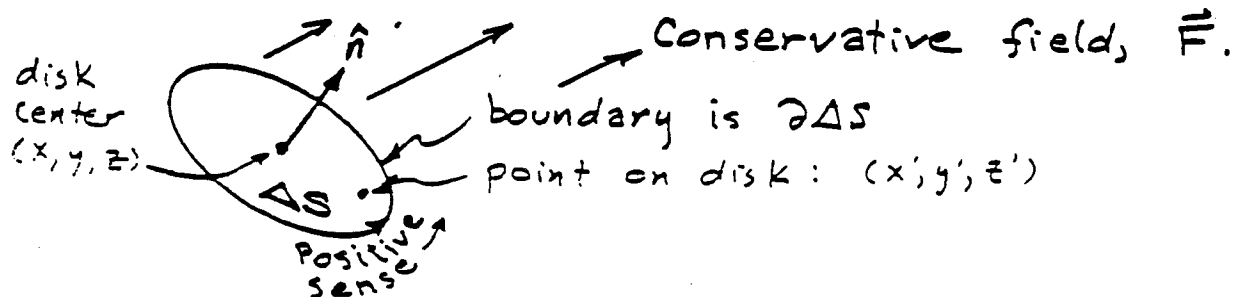 Conservative field, F⃗.
n̂
disk
center
(x, y, z)
boundary is ∂ΔS
point on disk: (x', y', z')
ΔS
Positive
sense